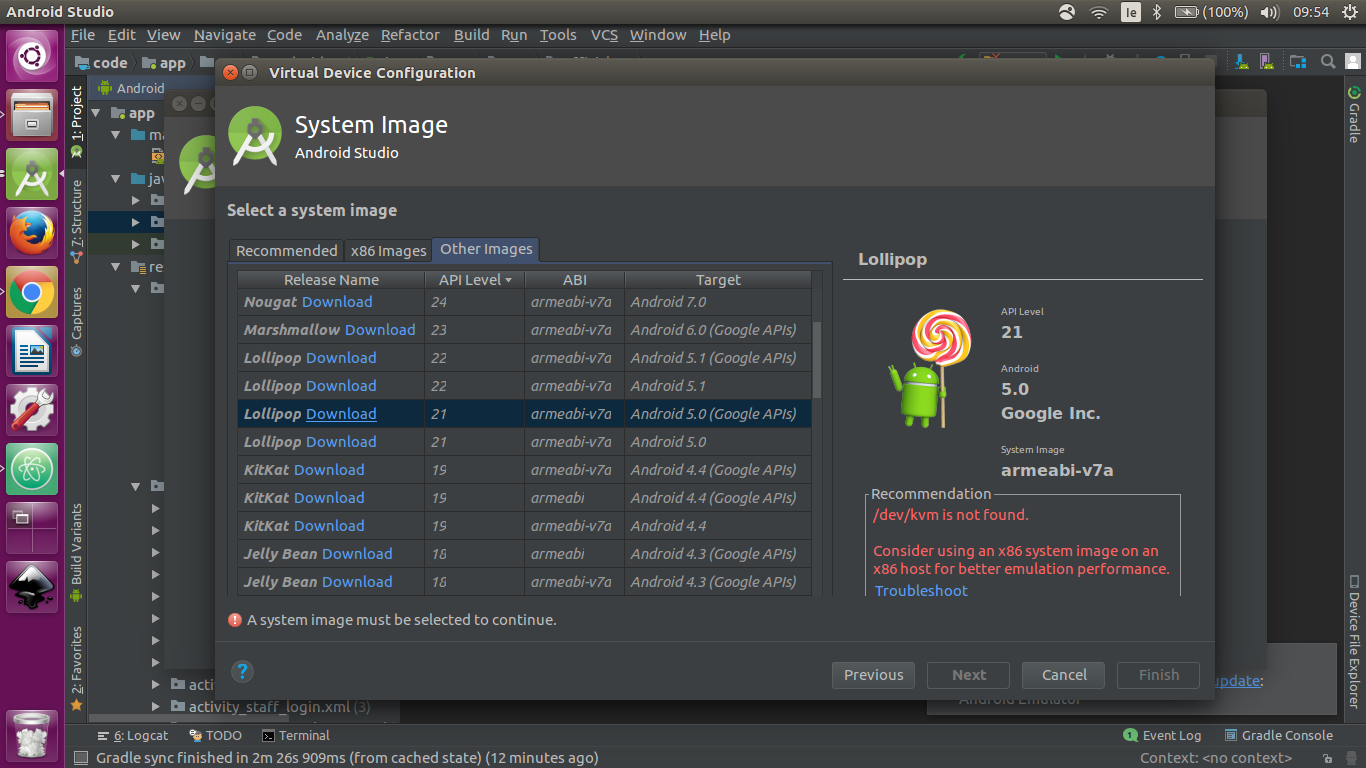 Android Studio
Ie
(100%)
09:54
File Edit View Navigate Code Analyze Refactor Build Run Tools VCS Window Help
code
app
Virtual Device Configuration
Android
1: Project
7: Structure
Captures
Build Variants
2: Favorites
app
System Image
Android Studio
Select a system image
Recommended
x86 Images
Other Images
Release Name API Level ABI Target
Nougat Download 24 armeabi-v7a Android 7.0
Marshmallow Download 23 armeabi-v7a Android 6.0 (Google APIs)
Lollipop Download 22 armeabi-v7a Android 5.1 (Google APIs)
Lollipop Download 22 armeabi-v7a Android 5.1
Lollipop Download 21 armeabi-v7a Android 5.0 (Google APIs)
Lollipop Download 21 armeabi-v7a Android 5.0
KitKat Download 19 armeabi-v7a Android 4.4 (Google APIs)
KitKat Download 19 armeabi Android 4.4 (Google APIs)
KitKat Download 19 armeabi-v7a Android 4.4
Jelly Bean Download 18 armeabi Android 4.3 (Google APIs)
Jelly Bean Download 18 armeabi-v7a Android 4.3 (Google APIs)
Lollipop
API Level
21
Android
5.0
Google Inc.
System Image
armeabi-v7a
Recommendation
/dev/kvm is not found.
Consider using an x86 system image on an
x86 host for better emulation performance.
Troubleshoot
A system image must be selected to continue.
?
Previous
Next
Cancel
Finish
Gradle
Device File Explorer
update:
Android Emulator
activity_staff_login.xml (3)
6: Logcat
TODO
Terminal
1 Event Log
Gradle Console
Gradle sync finished in 2m 26s 909ms (from cached state) (12 minutes ago)
Context: <no context>